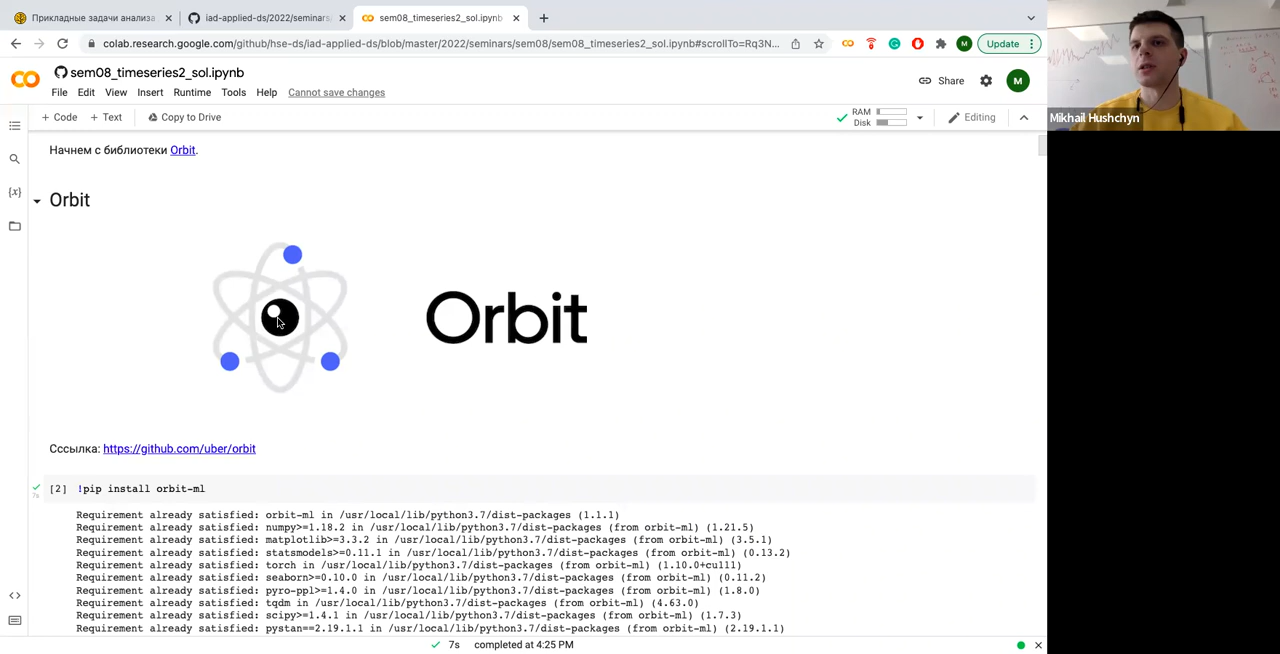 Прикладные задачи анализа
iad-applied-ds/2022/seminars
sem08_timeseries2_sol.ipynb
colab.research.google.com/github/hse-ds/iad-applied-ds/blob/master/2022/seminars/sem08/sem08_timeseries2_sol.ipynb#scrollTo=Rq3N...
M
Update
CO
sem08_timeseries2_sol.ipynb
Share
M
File Edit View Insert Runtime Tools Help Cannot save changes
Mikhail Hushchyn
+ Code + Text Copy to Drive
RAM
Disk
Editing
Начнем с библиотеки Orbit.
{x}
Orbit
Orbit
Сссылка: https://github.com/uber/orbit
[2] !pip install orbit-ml
7s
Requirement already satisfied: orbit-ml in /usr/local/lib/python3.7/dist-packages (1.1.1)
Requirement already satisfied: numpy>=1.18.2 in /usr/local/lib/python3.7/dist-packages (from orbit-ml) (1.21.5)
Requirement already satisfied: matplotlib>=3.3.2 in /usr/local/lib/python3.7/dist-packages (from orbit-ml) (3.5.1)
Requirement already satisfied: statsmodels>=0.11.1 in /usr/local/lib/python3.7/dist-packages (from orbit-ml) (0.13.2)
Requirement already satisfied: torch in /usr/local/lib/python3.7/dist-packages (from orbit-ml) (1.10.0+cu111)
Requirement already satisfied: seaborn>=0.10.0 in /usr/local/lib/python3.7/dist-packages (from orbit-ml) (0.11.2)
Requirement already satisfied: pyro-ppl>=1.4.0 in /usr/local/lib/python3.7/dist-packages (from orbit-ml) (1.8.0)
Requirement already satisfied: tqdm in /usr/local/lib/python3.7/dist-packages (from orbit-ml) (4.63.0)
Requirement already satisfied: scipy>=1.4.1 in /usr/local/lib/python3.7/dist-packages (from orbit-ml) (1.7.3)
Requirement already satisfied: pystan==2.19.1.1 in /usr/local/lib/python3.7/dist-packages (from orbit-ml) (2.19.1.1)
7s completed at 4:25 PM